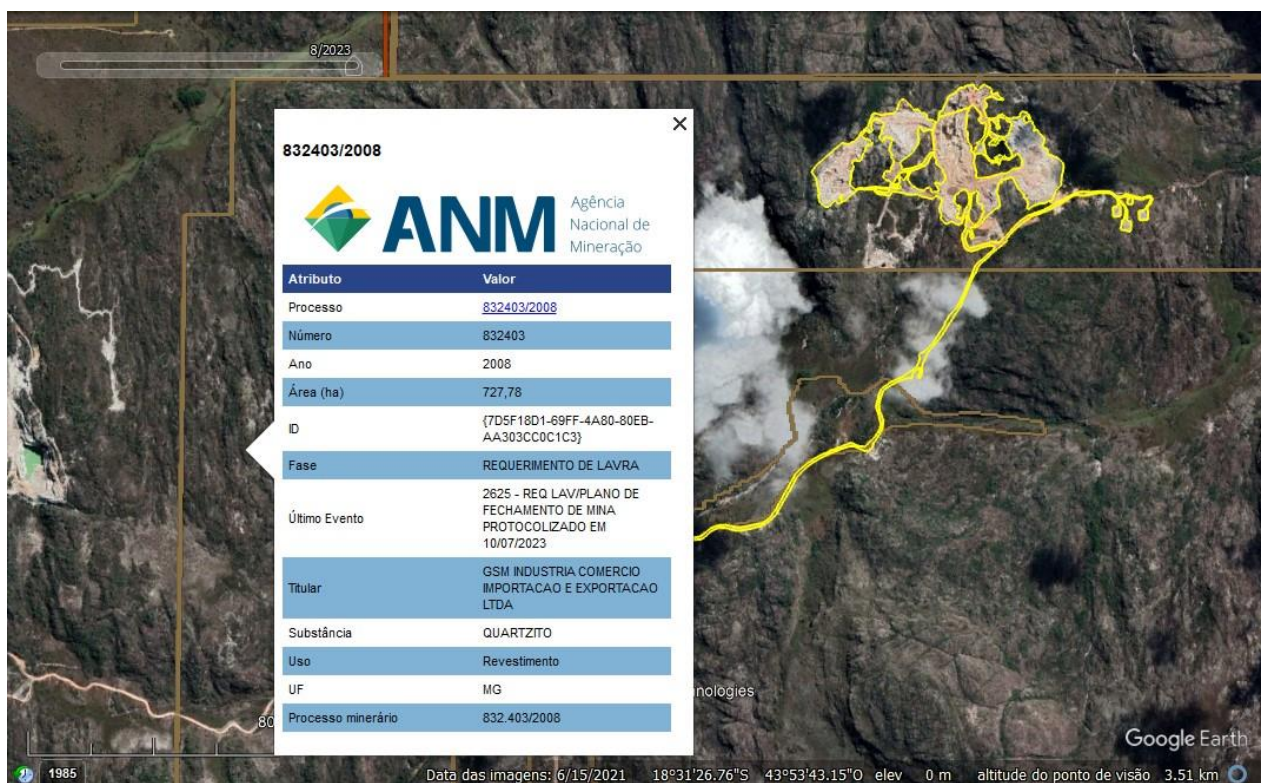 8/2023
832403/2008
ANM Agência
Nacional de
Mineração
Atributo Valor
Processo 832403/2008
Número 832403
Ano 2008
Área (ha) 727,78
ID {7D5F18D1-69FF-4A80-80EB-
AA303CC0C1C3}
Fase REQUERIMENTO DE LAVRA
Último Evento 2625 - REQ LAV/PLANO DE
FECHAMENTO DE MINA
PROTOCOLIZADO EM
10/07/2023
Titular GSM INDUSTRIA COMERCIO
IMPORTACAO E EXPORTACAO
LTDA
Substância QUARTZITO
Uso Revestimento
UF MG
Processo minerário 832.403/2008
nologies
80
Google Earth
1985
Data das imagens: 6/15/2021 18°31'26.76"S 43°53'43.15"O elev 0 m altitude do ponto de visão 3.51 km